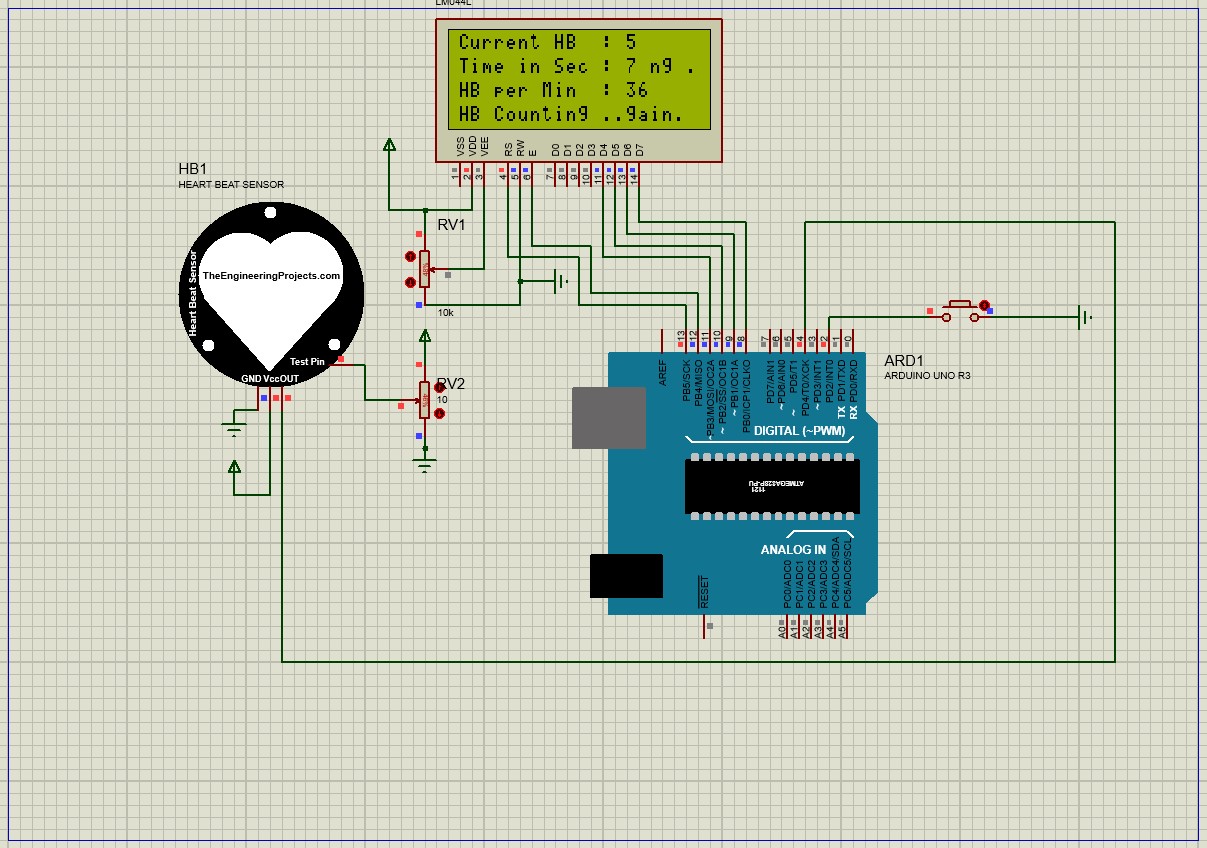 LM044L
Current HB  : 5
Time in Sec : 7 ng .
HB per Min  : 36
HB Counting ..gain.
VSS VDD VEE RS RW E D0 D1 D2 D3 D4 D5 D6 D7
1 2 3 4 5 6 7 8 9 10 11 12 13 14
HB1
HEART BEAT SENSOR
Heart Beat Sensor
TheEngineeringProjects.com
Test Pin
GND Vcc OUT
RV1
10k
RV2
10
13 12 11 10 9 8 7 6 5 4 3 2 1 0
ARD1
ARDUINO UNO R3
AREF
PB5/SCK
PB4/MISO
~PB3/MOSI/OC2A
~ PB2/SS/OC1B
~ PB1/OC1A
PB0/ICP1/CLKO
PD7/AIN1
~ PD6/AIN0
~ PD5/T1
PD4/T0/XCK
~ PD3/INT1
PD2/INT0
TX PD1/TXD
RX PD0/RXD
DIGITAL (~PWM)
ATMEGA328P-PU
1121
ANALOG IN
RESET
PC0/ADC0
PC1/ADC1
PC2/ADC2
PC3/ADC3
PC4/ADC4/SDA
PC5/ADC5/SCL
A0 A1 A2 A3 A4 A5